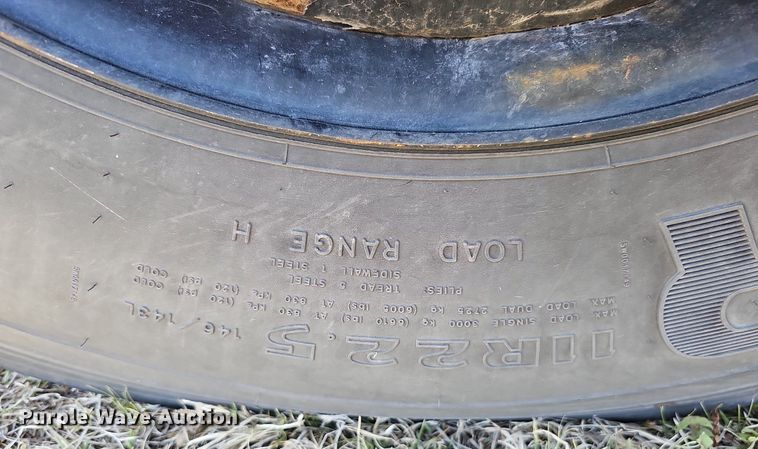 11R22.5
146/143L
MAX. LOAD SINGLE 3000 KG (6610 LBS) AT 830 KPa (120 PSI) COLD
MAX. LOAD DUAL 2725 KG (6005 LBS) AT 830 KPa (120 PSI) COLD
PLIES: TREAD 5 STEEL
SIDEWALL 1 STEEL
LOAD RANGE H
Purple Wave Auction